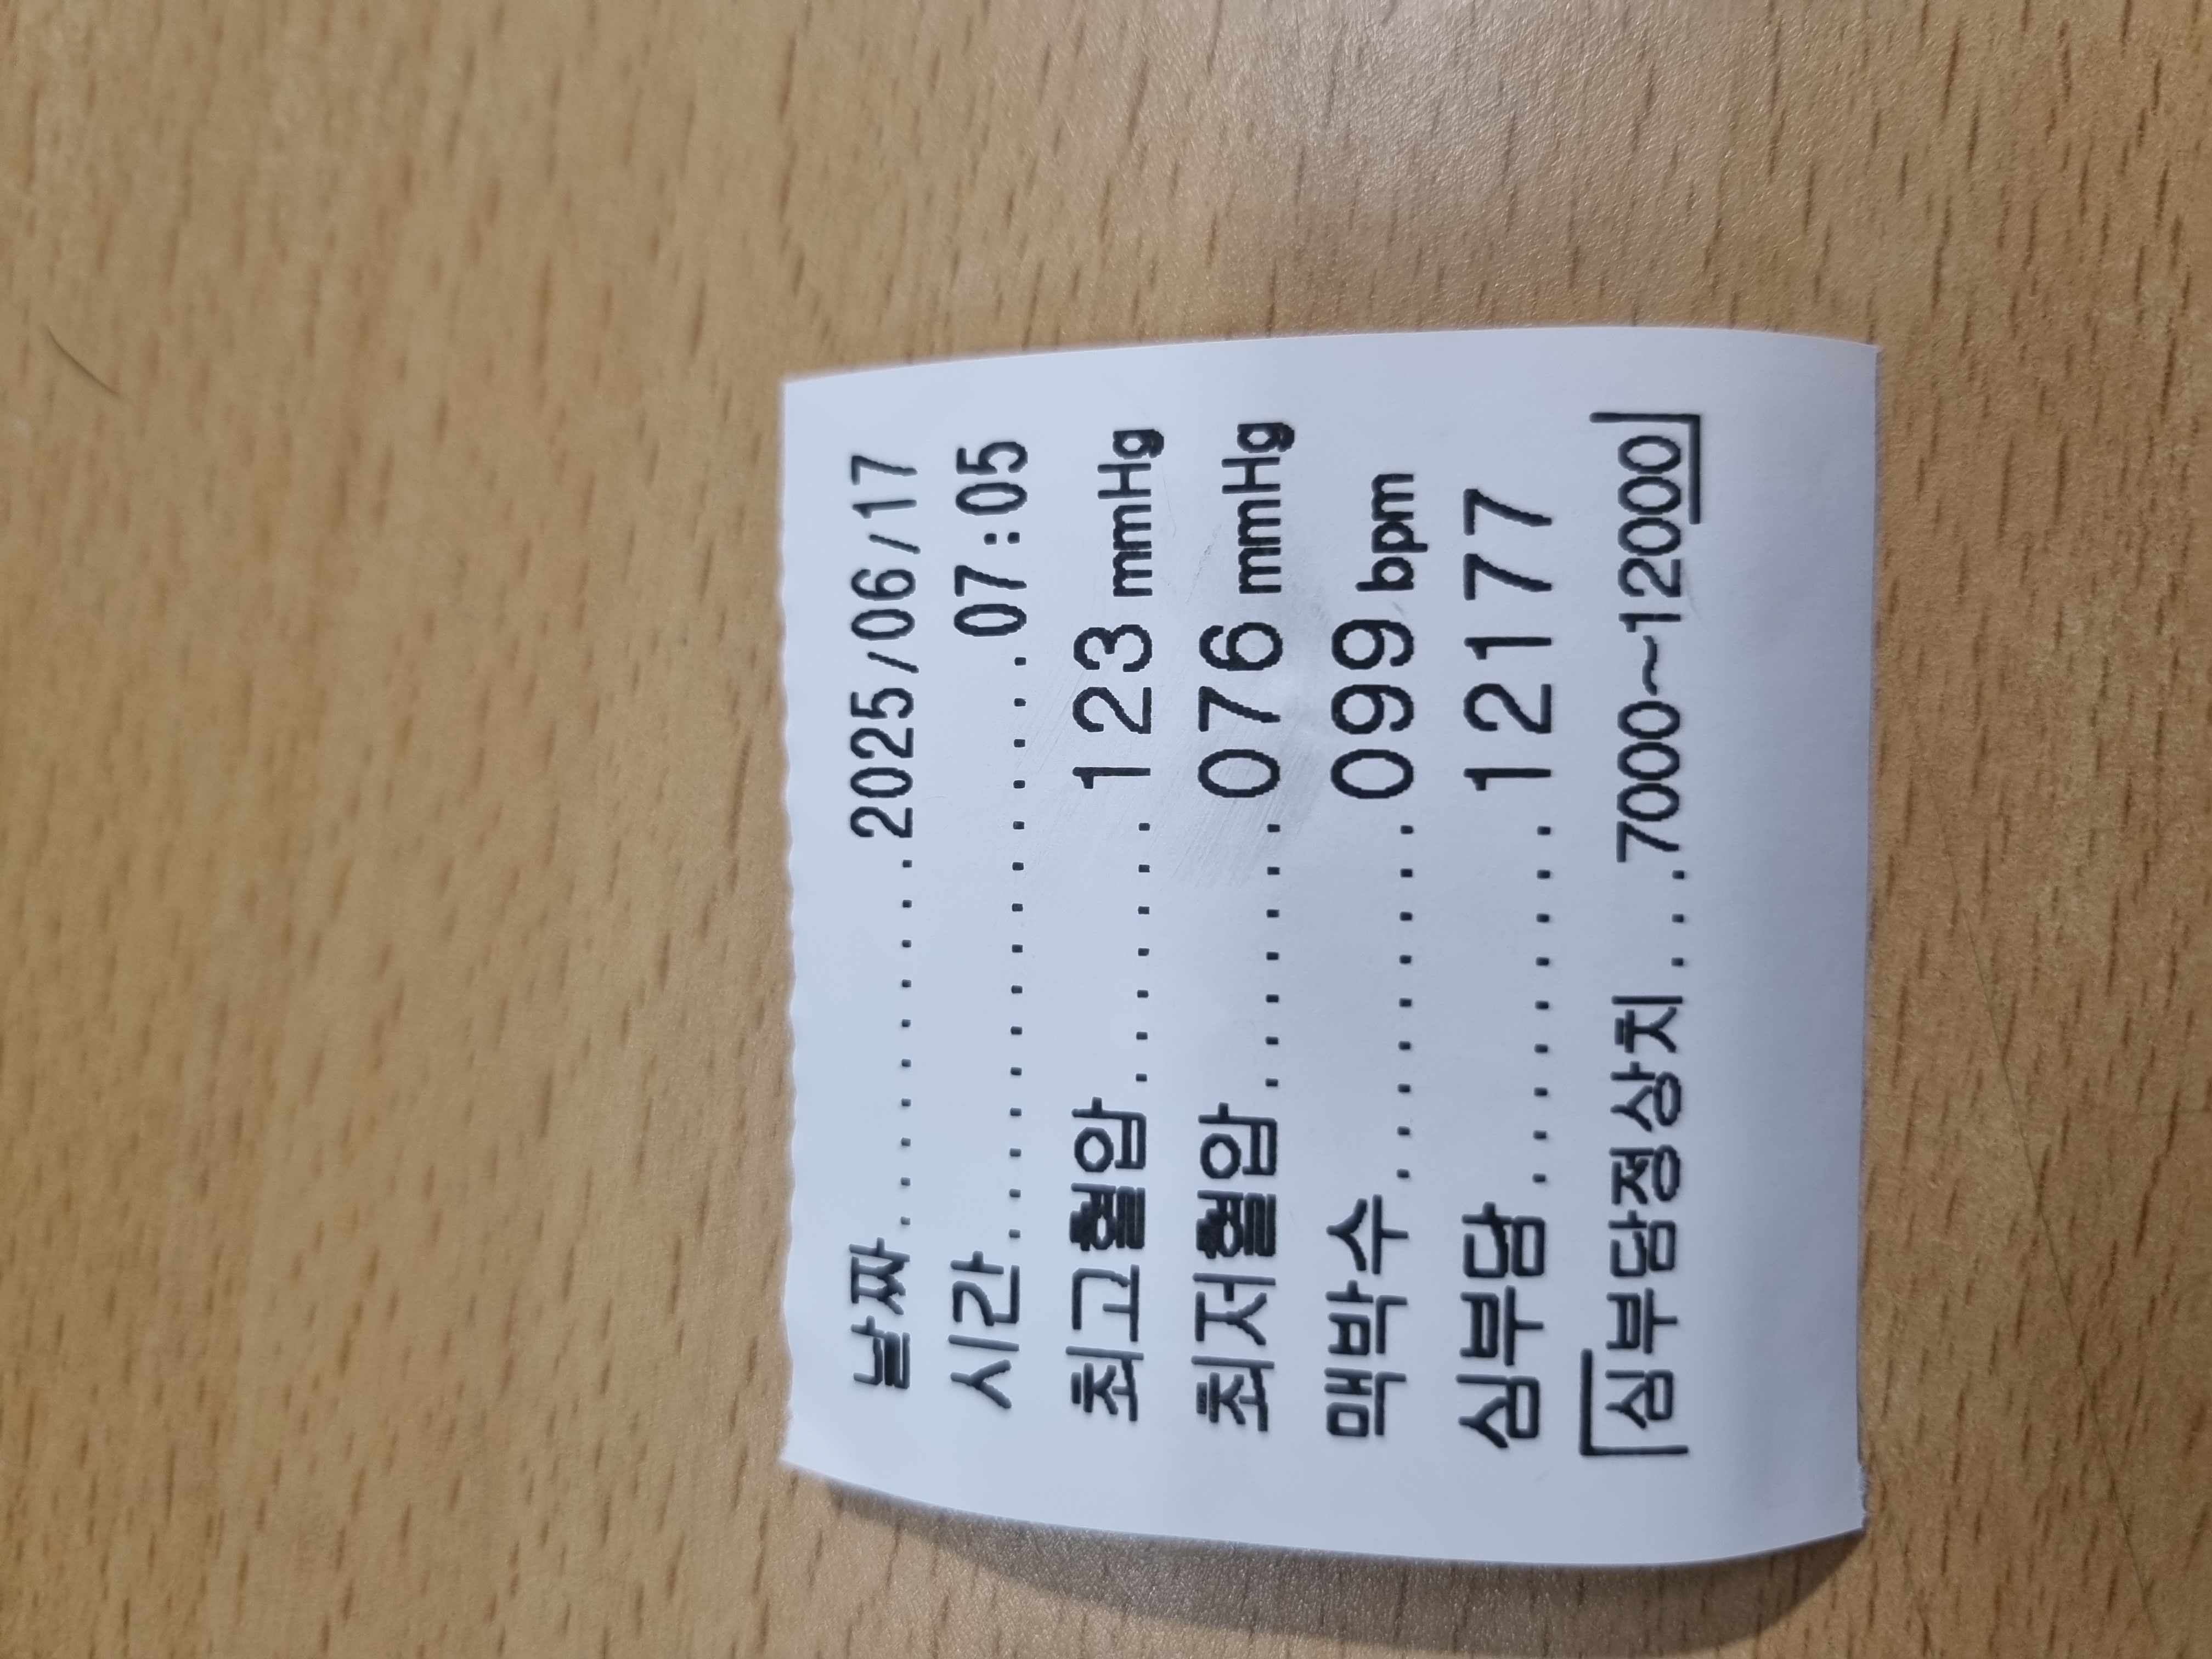 날짜.........2025/06/17
시간...............07:05
최고혈압.......123 mmHg
최저혈압.......076 mmHg
맥박수.........099 bpm
심부담.........12177
「심부담정상치...7000~12000」